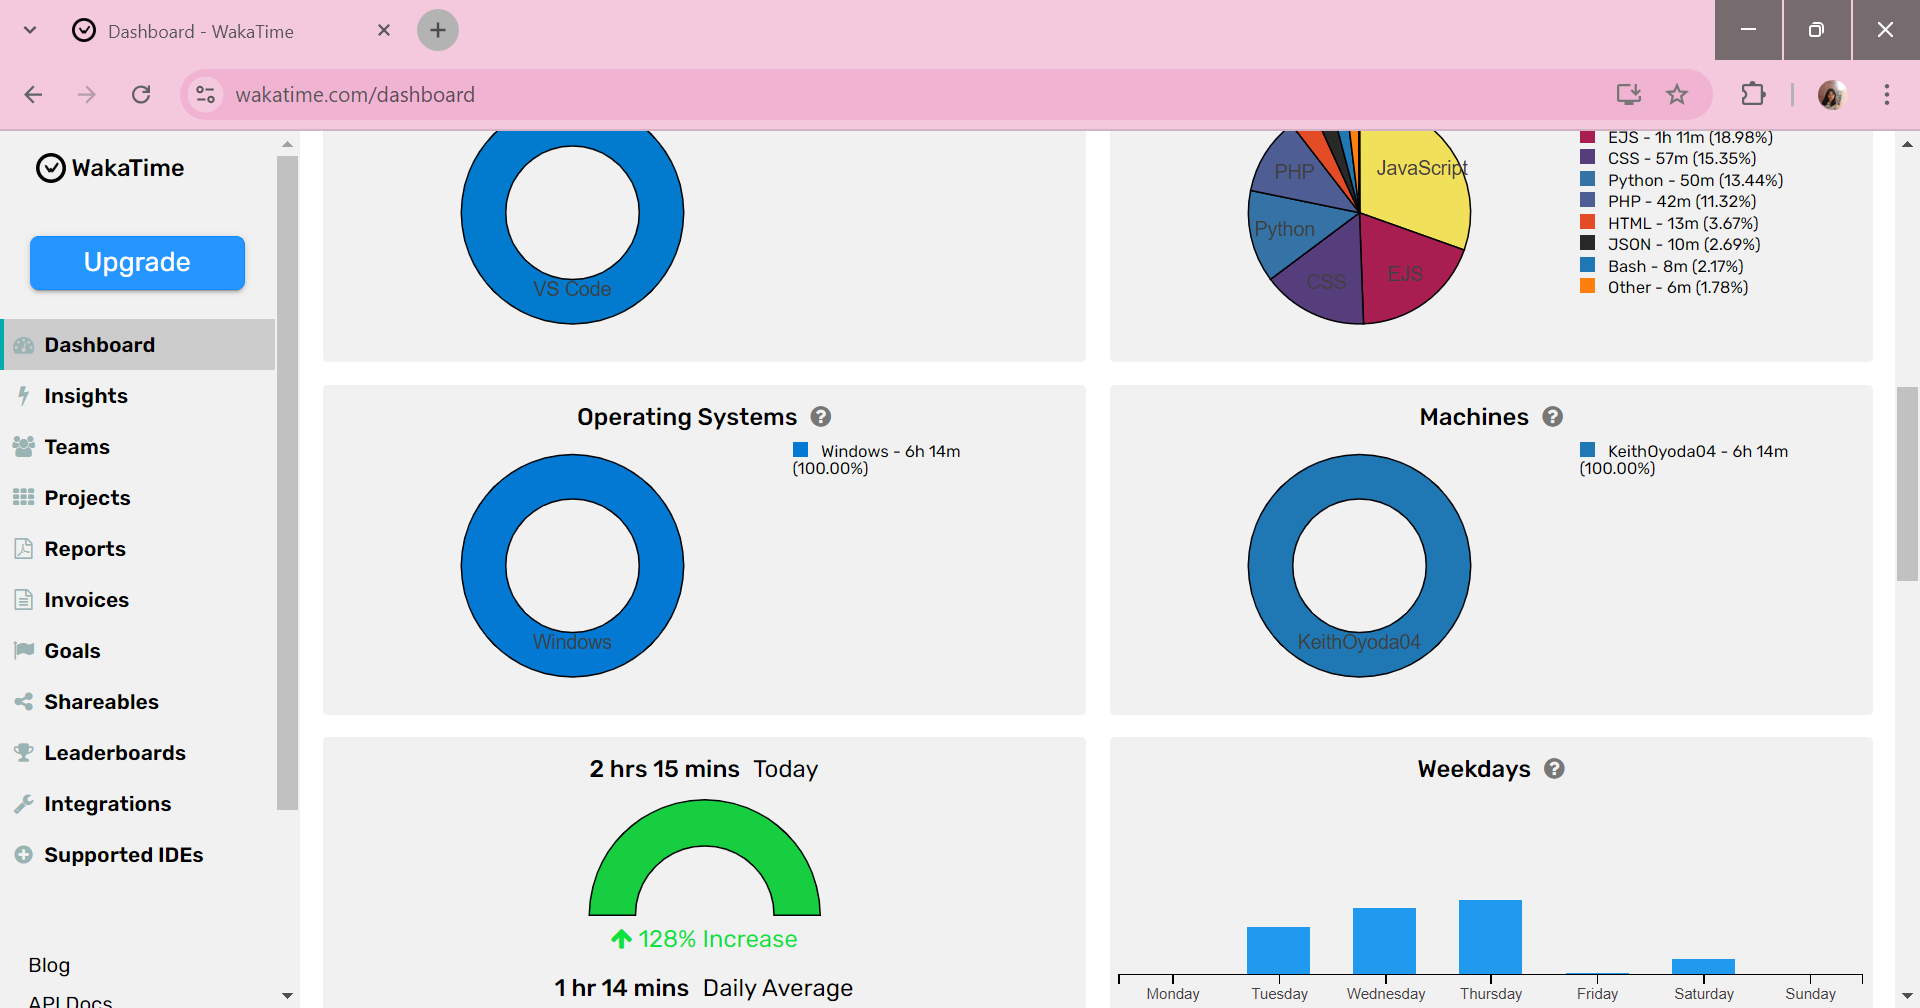 Dashboard - WakaTime
wakatime.com/dashboard
WakaTime
Upgrade
Dashboard
Insights
Teams
Projects
Reports
Invoices
Goals
Shareables
Leaderboards
Integrations
Supported IDEs
Blog
API Docs
VS Code
JavaScript
PHP
Python
CSS
EJS
EJS - 1h 11m (18.98%)
CSS - 57m (15.35%)
Python - 50m (13.44%)
PHP - 42m (11.32%)
HTML - 13m (3.67%)
JSON - 10m (2.69%)
Bash - 8m (2.17%)
Other - 6m (1.78%)
Operating Systems ?
Windows - 6h 14m
(100.00%)
Windows
Machines ?
KeithOyoda04 - 6h 14m
(100.00%)
KeithOyoda04
2 hrs 15 mins Today
128% Increase
1 hr 14 mins Daily Average
Weekdays ?
Monday Tuesday Wednesday Thursday Friday Saturday Sunday